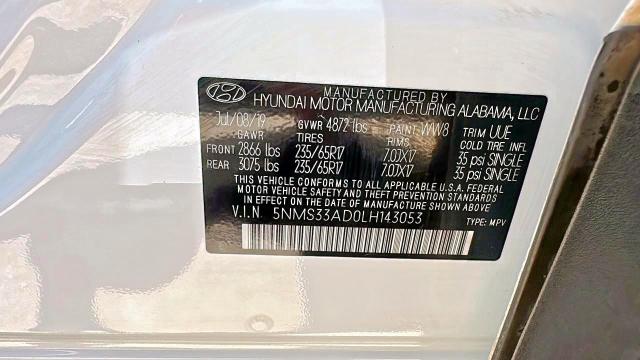 MANUFACTURED BY
HYUNDAI MOTOR MANUFACTURING ALABAMA, LLC
JUL/08/19 GVWR 4872 lbs PAINT WW8 TRIM UUE
GAWR TIRES RIMS COLD TIRE INFL
FRONT 2866 lbs 235/65R17 7.0JX17 35 psi SINGLE
REAR 3075 lbs 235/65R17 7.0JX17 35 psi SINGLE
THIS VEHICLE CONFORMS TO ALL APPLICABLE U.S.A. FEDERAL
MOTOR VEHICLE SAFETY AND THEFT PREVENTION STANDARDS
IN EFFECT ON THE DATE OF MANUFACTURE SHOWN ABOVE.
V.I.N. 5NMS33AD0LH143053 TYPE: MPV